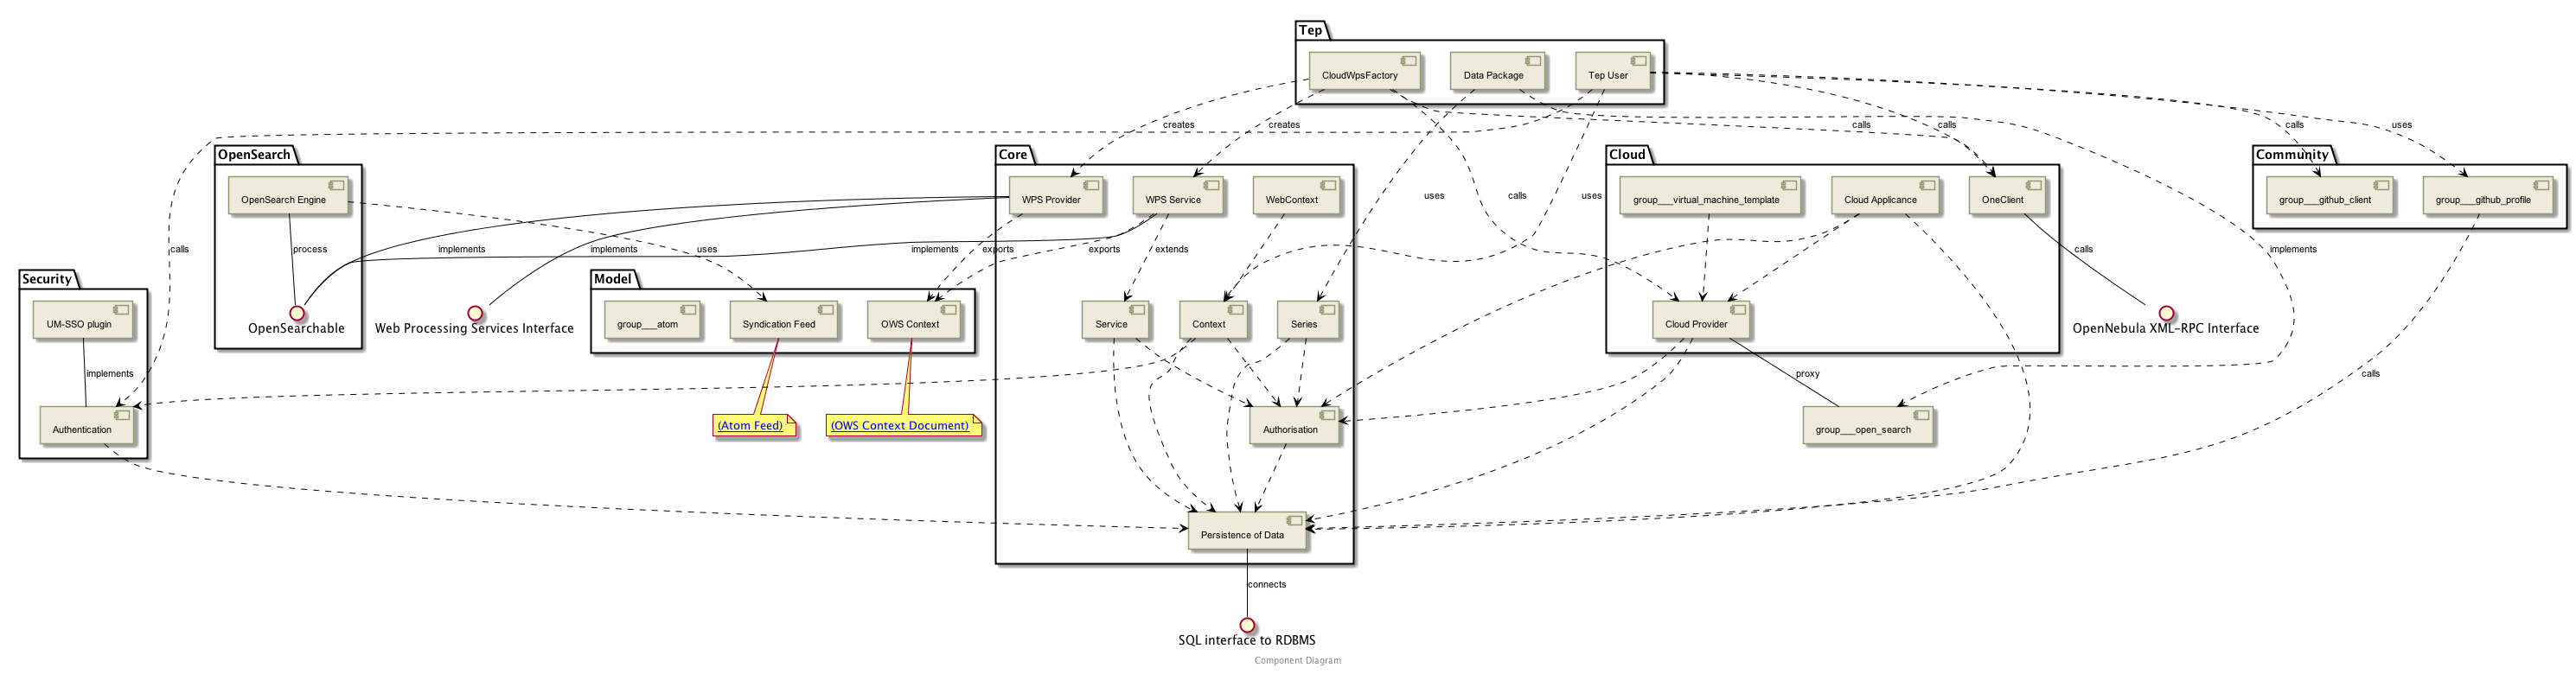 Tep
CloudWpsFactory
Data Package
Tep User
creates
creates
calls
calls
calls
uses
OpenSearch
Core
Cloud
Community
OpenSearch Engine
WPS Provider
WPS Service
WebContext
group___virtual_machine_template
Cloud Applicance
OneClient
group___github_client
group___github_profile
uses
calls
uses
calls
process
implements
uses
implements
implements
exports
exports
extends
calls
implements
Security
Model
UM-SSO plugin
OpenSearchable
Web Processing Services Interface
group___atom
Syndication Feed
OWS Context
Service
Context
Series
Cloud Provider
OpenNebula XML-RPC Interface
implements
proxy
calls
Authentication
(Atom Feed)
(OWS Context Document)
Authorisation
group___open_search
Persistence of Data
connects
SQL interface to RDBMS
Component Diagram